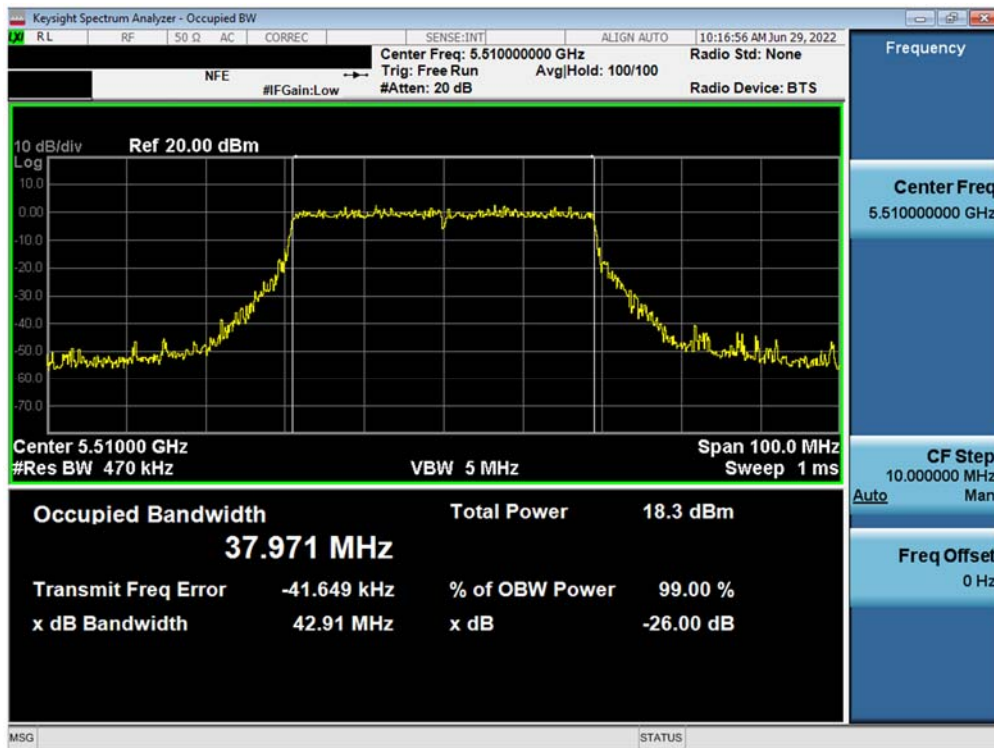 Keysight Spectrum Analyzer - Occupied BW
LXI RL RF 50 Ω AC CORREC SENSE:INT ALIGN AUTO 10:16:56 AM Jun 29, 2022
Center Freq: 5.510000000 GHz Radio Std: None
NFE Trig: Free Run Avg|Hold: 100/100
#IFGain:Low #Atten: 20 dB Radio Device: BTS
10 dB/div Ref 20.00 dBm
Log
10.0
0.00
-10.0
-20.0
-30.0
-40.0
-50.0
60.0
-70.0
Center 5.51000 GHz Span 100.0 MHz
#Res BW 470 kHz VBW 5 MHz Sweep 1 ms
Occupied Bandwidth Total Power 18.3 dBm
37.971 MHz
Transmit Freq Error -41.649 kHz % of OBW Power 99.00 %
x dB Bandwidth 42.91 MHz x dB -26.00 dB
Frequency
Center Freq
5.510000000 GHz
CF Step
10.000000 MHz
Auto Man
Freq Offset
0 Hz
MSG STATUS